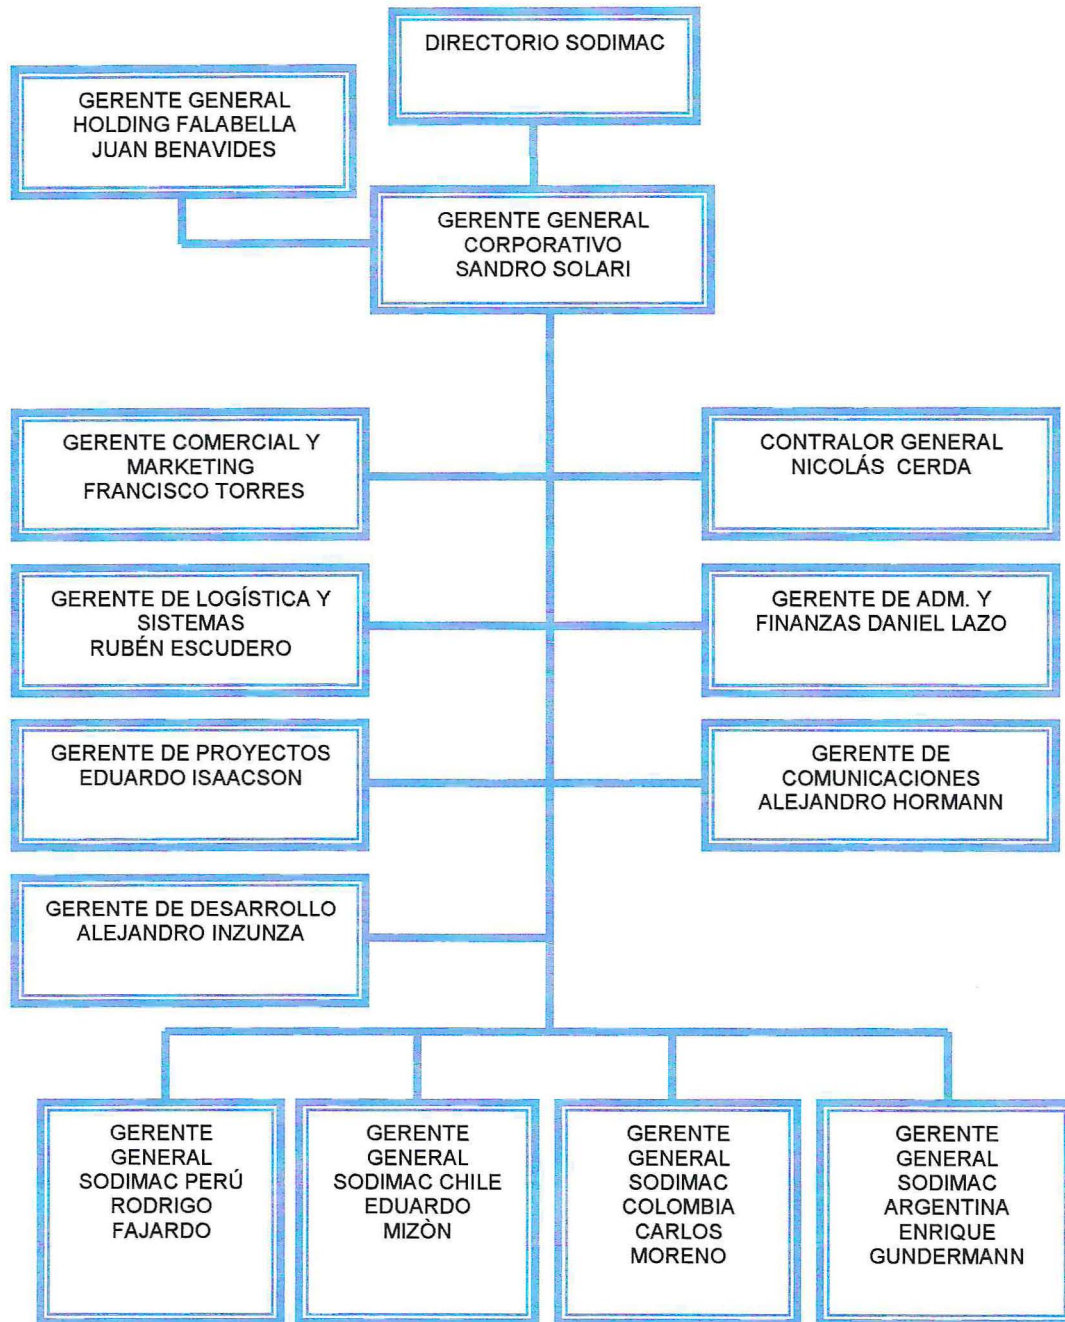 DIRECTORIO SODIMAC
GERENTE GENERAL
HOLDING FALABELLA
JUAN BENAVIDES
GERENTE GENERAL
CORPORATIVO
SANDRO SOLARI
GERENTE COMERCIAL Y
MARKETING
FRANCISCO TORRES
CONTRALOR GENERAL
NICOLÁS CERDA
GERENTE DE LOGÍSTICA Y
SISTEMAS
RUBÉN ESCUDERO
GERENTE DE ADM. Y
FINANZAS DANIEL LAZO
GERENTE DE PROYECTOS
EDUARDO ISAACSON
GERENTE DE
COMUNICACIONES
ALEJANDRO HORMANN
GERENTE DE DESARROLLO
ALEJANDRO INZUNZA
GERENTE
GENERAL
SODIMAC PERÚ
RODRIGO
FAJARDO
GERENTE
GENERAL
SODIMAC CHILE
EDUARDO
MIZÒN
GERENTE
GENERAL
SODIMAC
COLOMBIA
CARLOS
MORENO
GERENTE
GENERAL
SODIMAC
ARGENTINA
ENRIQUE
GUNDERMANN